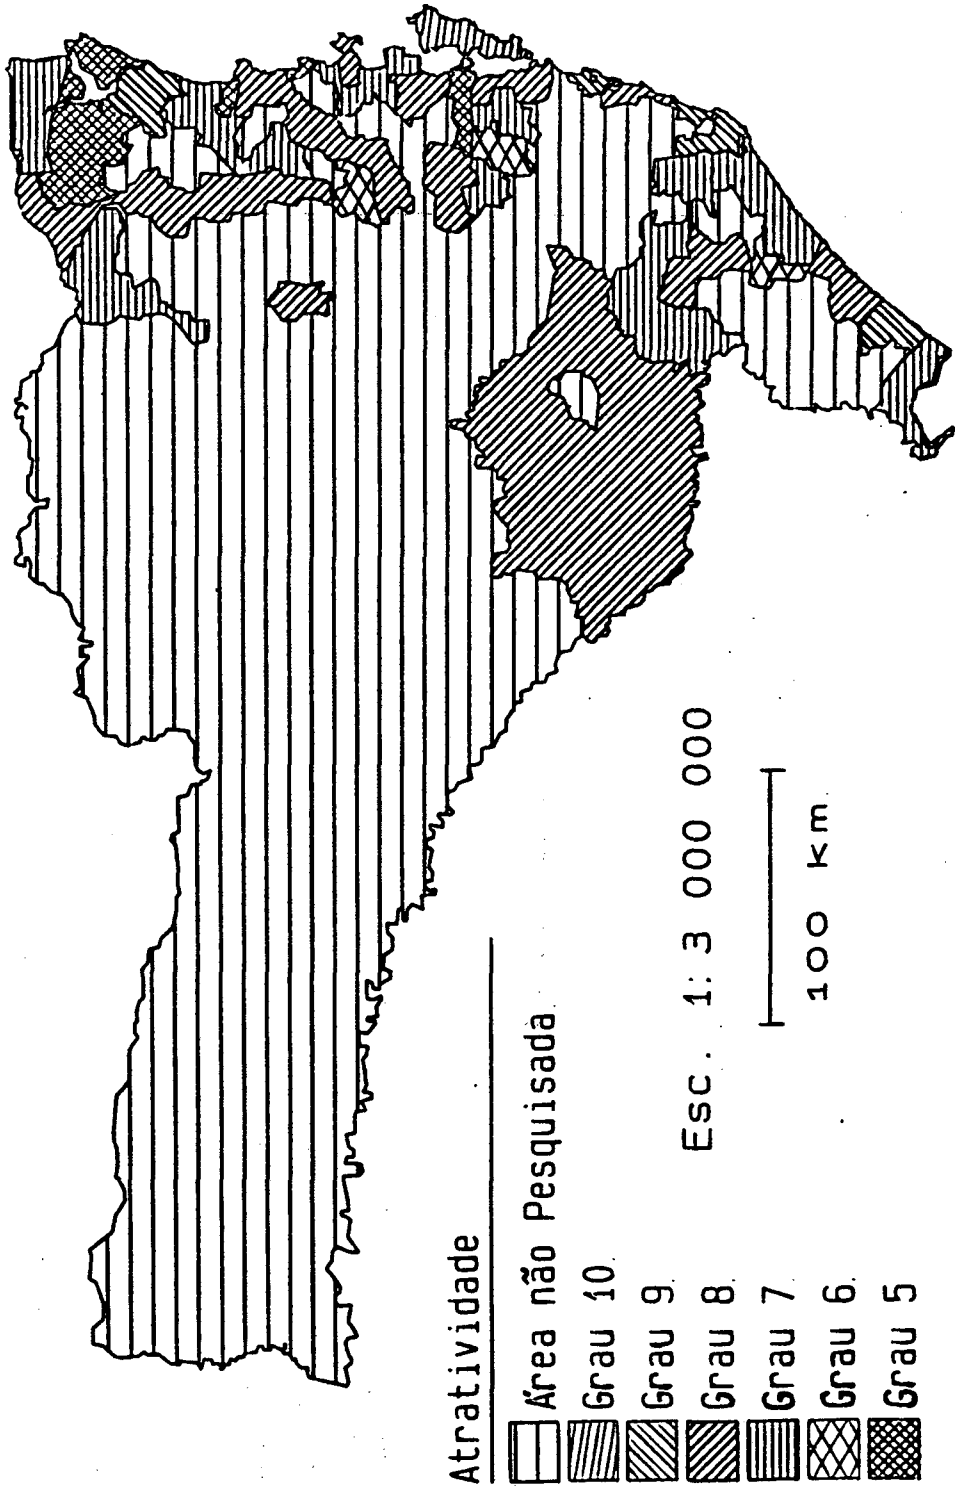 Atratividade
Área não Pesquisada
Grau 10
Grau 9
Grau 8
Grau 7
Grau 6
Grau 5
Esc. 1: 3 000 000
100 km